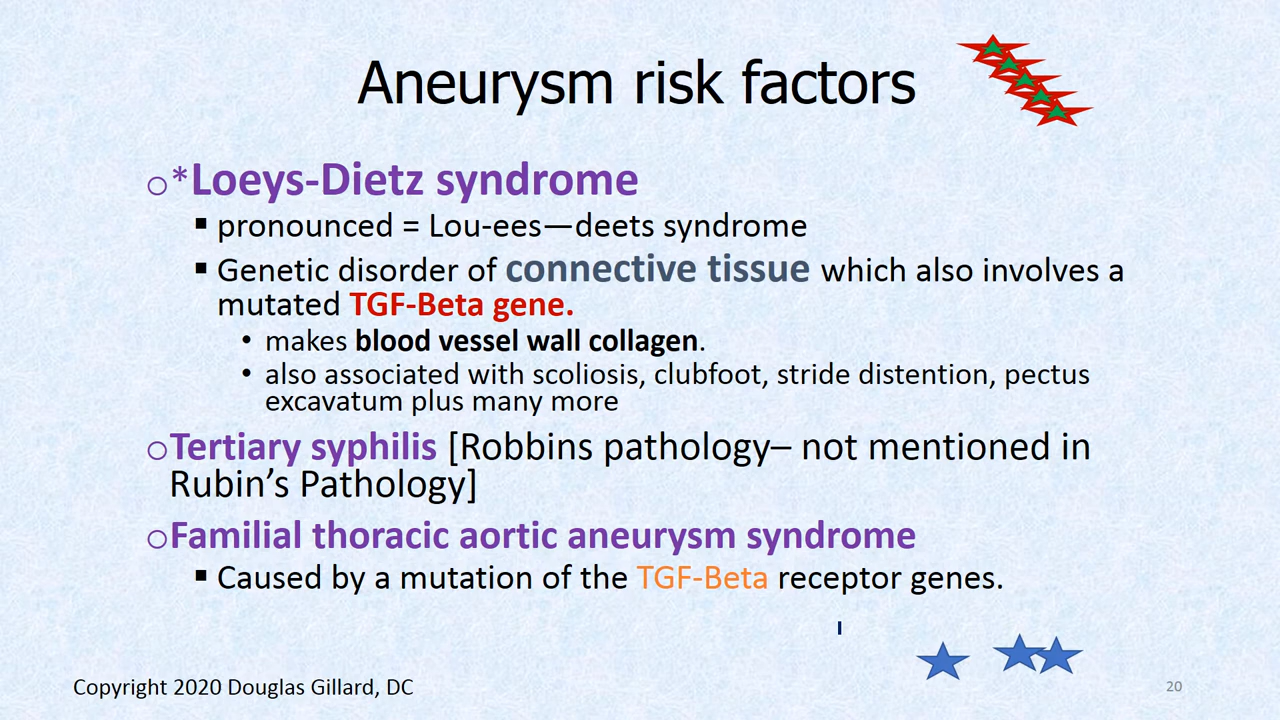 Aneurysm risk factors
o*Loeys-Dietz syndrome
▪ pronounced = Lou-ees—deets syndrome
▪ Genetic disorder of connective tissue which also involves a
mutated TGF-Beta gene.
• makes blood vessel wall collagen.
• also associated with scoliosis, clubfoot, stride distention, pectus
excavatum plus many more
oTertiary syphilis [Robbins pathology– not mentioned in
Rubin’s Pathology]
oFamilial thoracic aortic aneurysm syndrome
▪ Caused by a mutation of the TGF-Beta receptor genes.
Copyright 2020 Douglas Gillard, DC
20